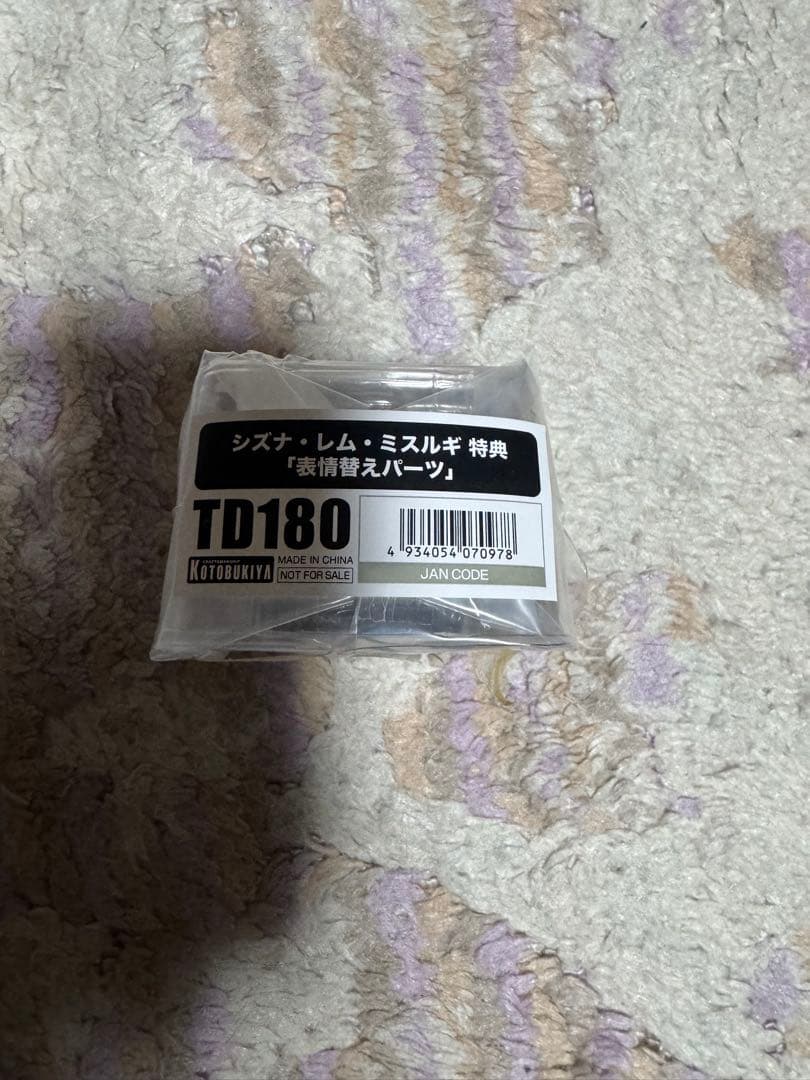 シズナ・レム・ミスルギ 特典
「表情替えパーツ」
TD180
CRAFTSMANSHIP
KOTOBUKIYA
MADE IN CHINA
NOT FOR SALE
4 934054 070978
JAN CODE